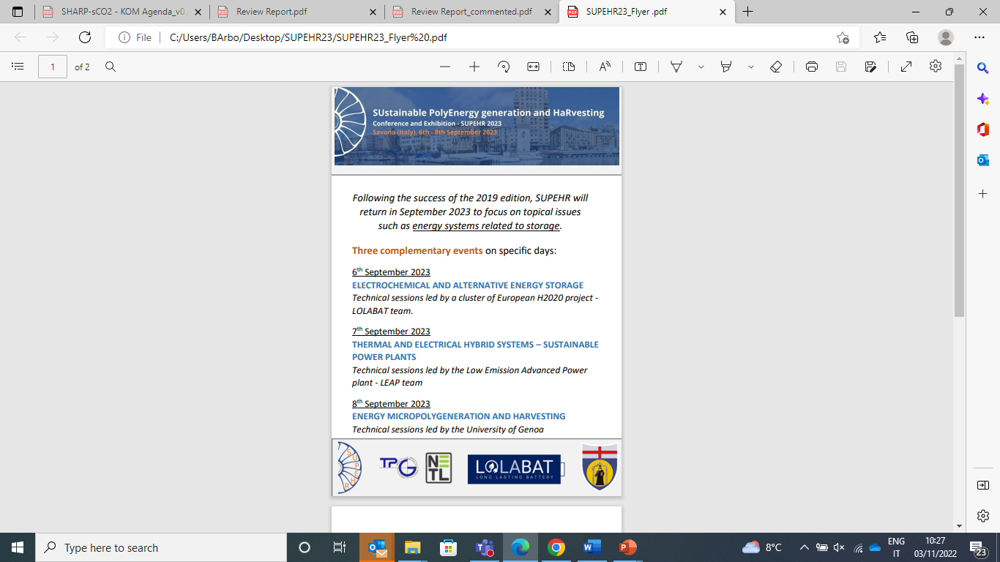 SHARP-sCO2 - KOM Agenda_v0.
Review Report.pdf
Review Report_commented.pdf
SUPEHR23_Flyer .pdf
File
C:/Users/BArbo/Desktop/SUPEHR23/SUPEHR23_Flyer%20.pdf
1 of 2
SUstainable PolyEnergy generation and HaRvesting
Conference and Exhibition - SUPEHR 2023
Savona (Italy), 6th - 8th September 2023
Following the success of the 2019 edition, SUPEHR will
return in September 2023 to focus on topical issues
such as energy systems related to storage.
Three complementary events on specific days:
6th September 2023
ELECTROCHEMICAL AND ALTERNATIVE ENERGY STORAGE
Technical sessions led by a cluster of European H2020 project -
LOLABAT team.
7th September 2023
THERMAL AND ELECTRICAL HYBRID SYSTEMS – SUSTAINABLE
POWER PLANTS
Technical sessions led by the Low Emission Advanced Power
plant - LEAP team
8th September 2023
ENERGY MICROPOLYGENERATION AND HARVESTING
Technical sessions led by the University of Genoa
SUPEHR
TPG
NETL
LOLABAT
LONG LASTING BATTERY
Type here to search
8°C
ENG
IT
10:27
03/11/2022
23